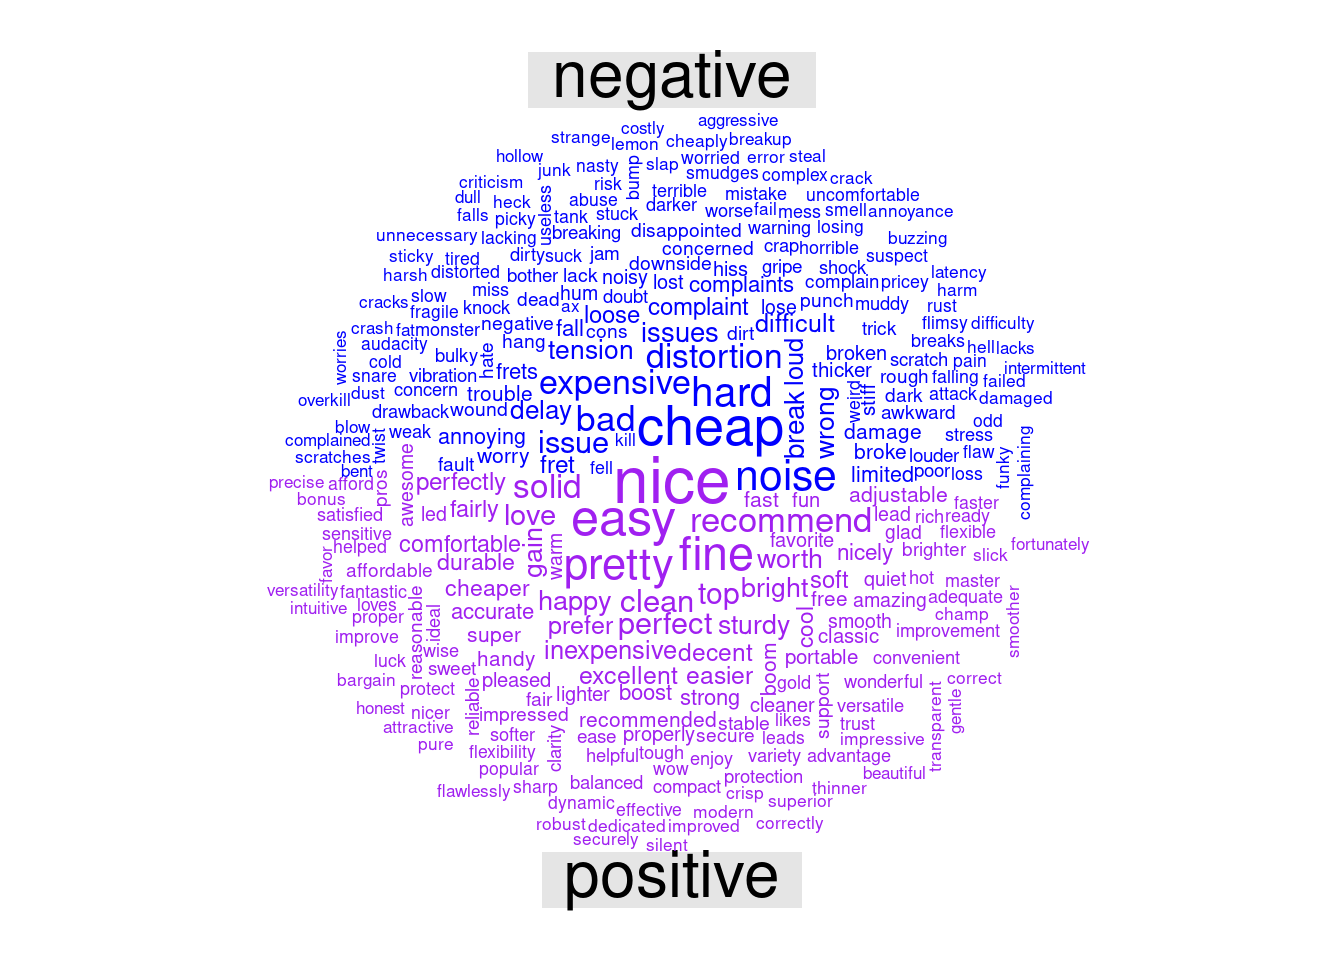 negative
aggressive
costly
strange lemon cheaply breakup
hollow junk nasty bump slap worried error steal
criticism risk smudges complex crack
dull heck useless abuse terrible mistake uncomfortable
falls picky tank stuck darker worse fail mess smell annoyance
unnecessary lacking breaking disappointed warning losing buzzing
sticky tired dirty suck jam concerned crap horrible suspect
harsh distorted bother lack noisy downside hiss gripe shock latency
cracks slow miss dead hum doubt lost complaints complain pricey harm
fragile knock ax loose complaint lose punch muddy rust
crash fatmonster negative fall cons issues dirt difficult trick flimsy difficulty
worries audacity hang tension distortion loud broken breaks hell lacks
cold bulky hate frets thicker scratch pain intermittent
snare vibration expensive hard weird stiff rough falling failed
overkill dust concern trouble break wrong dark attack damaged
drawback wound delay bad cheap awkward odd
blow weak annoying issue kill damage stress
complained twist worry noise broke louder flaw funky complaining
scratches fault fret fell limited poor loss
bent
precise afford pros awesome perfectly solid nice fast fun adjustable faster
bonus led fairly love easy recommend lead rich ready
satisfied
sensitive comfortable gain warm fine favorite glad flexible fortunately
favor helped durable pretty worth nicely brighter slick
affordable
versatility fantastic cheaper top bright soft quiet hot master
intuitive loves reasonable ideal accurate happy clean free amazing adequate
proper prefer perfect sturdy cool smooth champ smoother
improve super classic improvement
wise inexpensive decent
luck sweet handy boom portable convenient
bargain protect pleased excellent easier gold wonderful correct
honest reliable fair lighter boost strong support transparent gentle
nicer impressed cleaner versatile
attractive recommended stable likes trust
pure softer clarity ease properly secure leads impressive
flexibility helpful tough enjoy variety advantage
popular wow beautiful
flawlessly sharp balanced compact protection thinner
dynamic effective crisp superior
modern
robust dedicated improved correctly
securely silent
positive